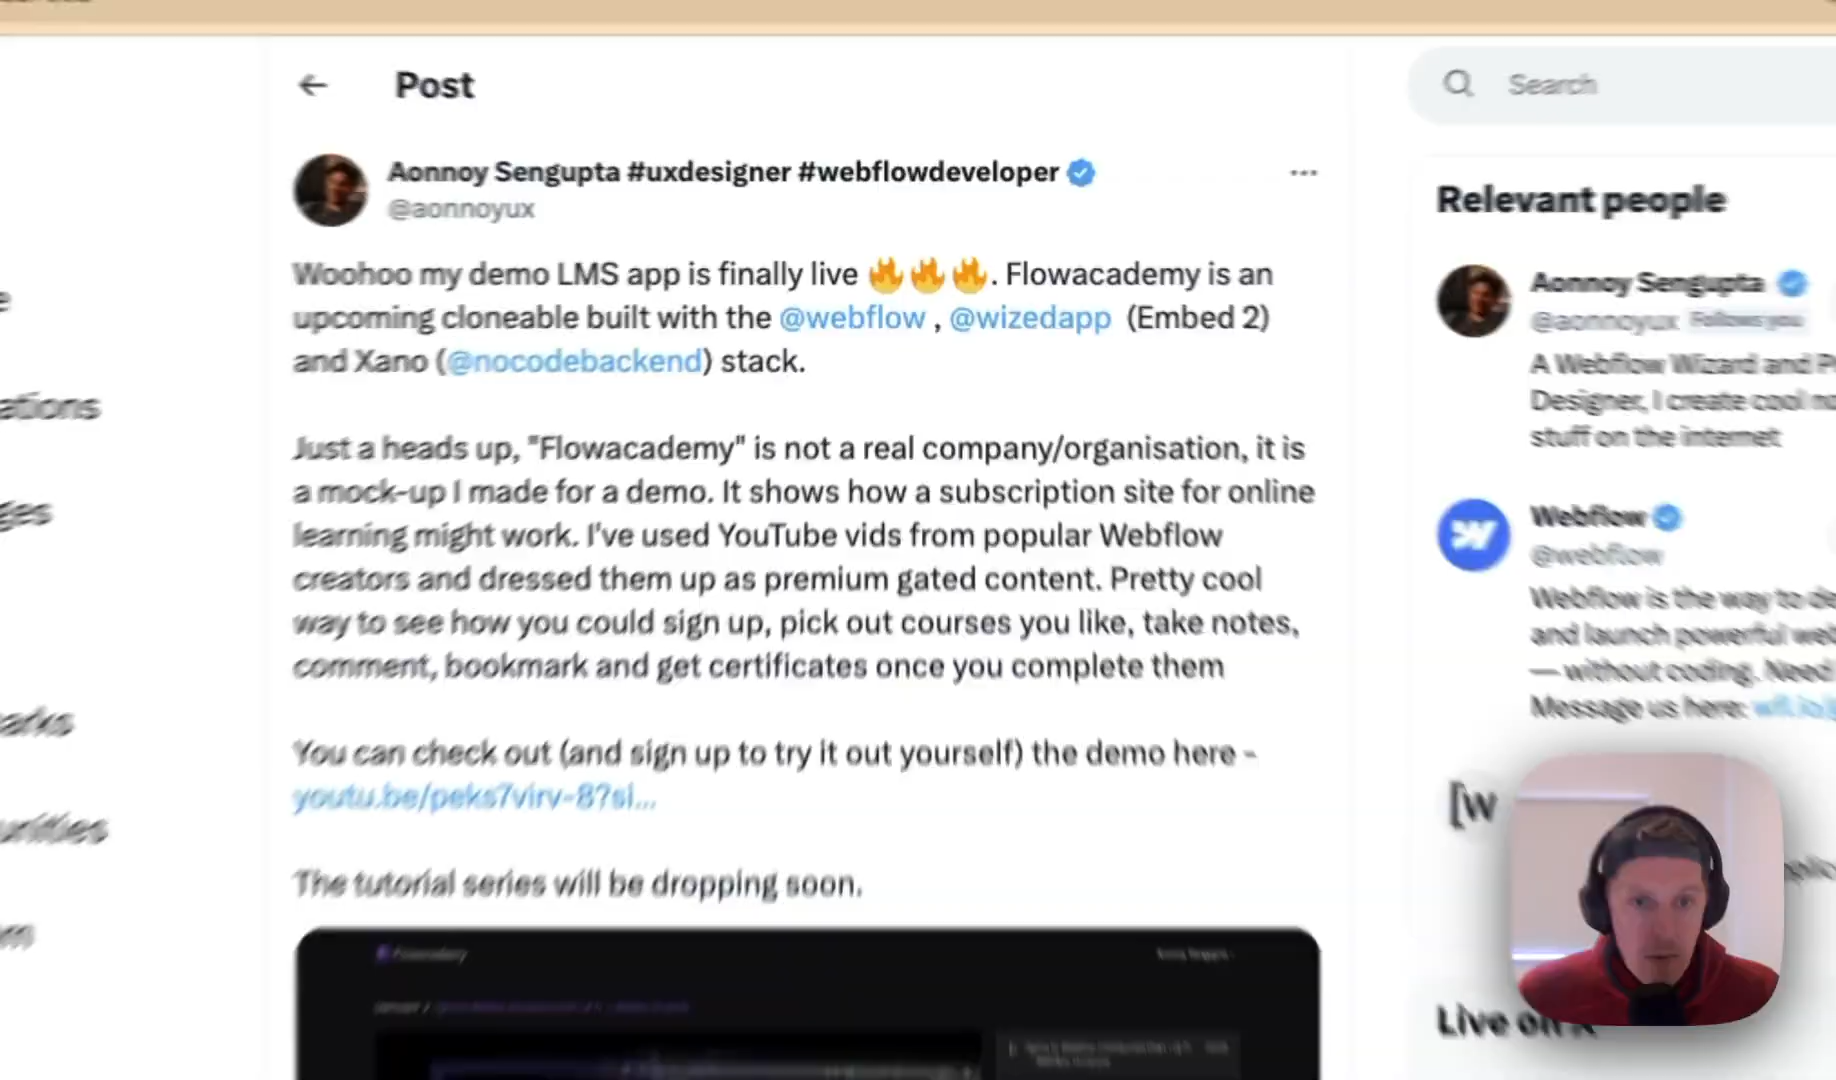 Post
Search
Aonnoy Sengupta #uxdesigner #webflowdeveloper
@aonnoyux
Woohoo my demo LMS app is finally live 🔥🔥🔥. Flowacademy is an
upcoming cloneable built with the @webflow , @wizedapp (Embed 2)
and Xano (@nocodebackend) stack.
Just a heads up, "Flowacademy" is not a real company/organisation, it is
a mock-up I made for a demo. It shows how a subscription site for online
learning might work. I've used YouTube vids from popular Webflow
creators and dressed them up as premium gated content. Pretty cool
way to see how you could sign up, pick out courses you like, take notes,
comment, bookmark and get certificates once you complete them
You can check out (and sign up to try it out yourself) the demo here -
youtu.be/peks7virv-8?si...
The tutorial series will be dropping soon.
Relevant people
Aonnoy Sengupta
@aonnoyux Follows you
A Webflow Wizard and
Designer, I create cool
stuff on the internet
Webflow
@webflow
Webflow is the way to
and launch powerful
— without coding. Need
Message us here:
[w
Live on X